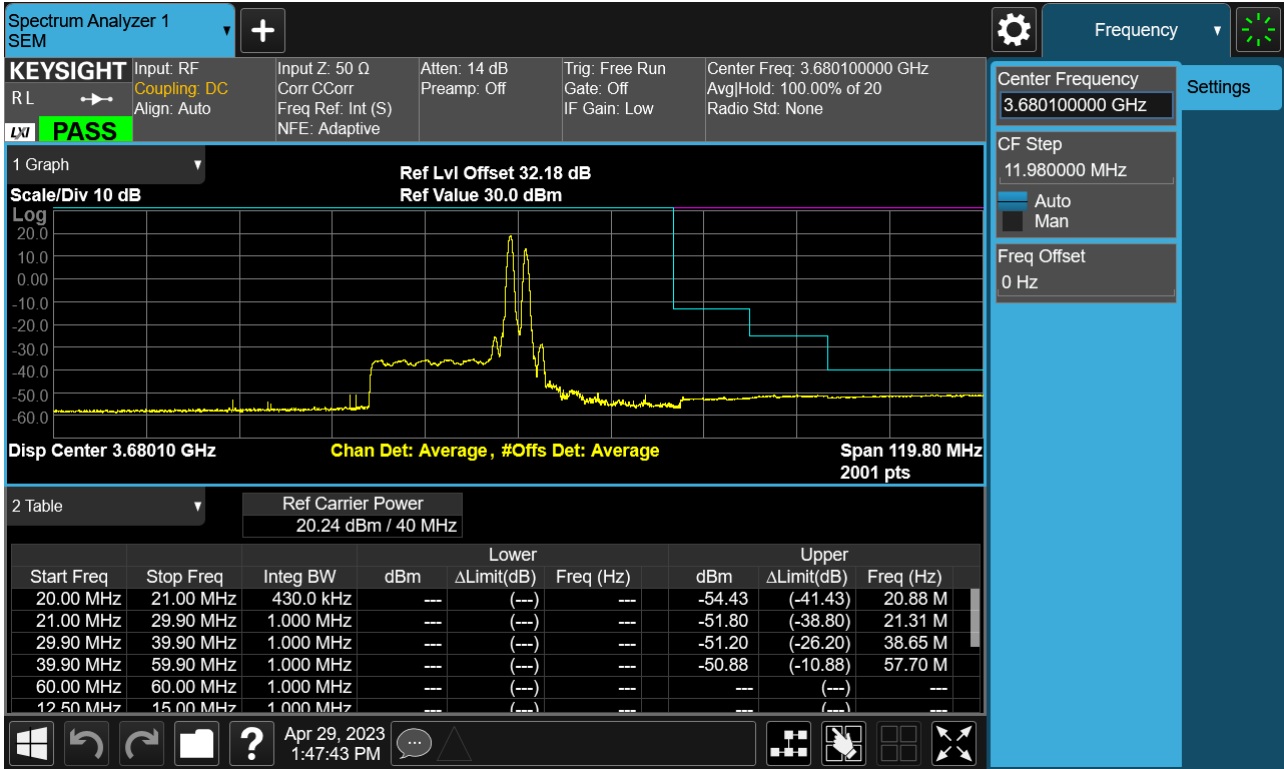 Spectrum Analyzer 1
SEM
Frequency
KEYSIGHT
R L
LXI
PASS
Input: RF
Coupling: DC
Align: Auto
Input Z: 50 Ω
Corr CCorr
Freq Ref: Int (S)
NFE: Adaptive
Atten: 14 dB
Preamp: Off
Trig: Free Run
Gate: Off
IF Gain: Low
Center Freq: 3.680100000 GHz
Avg|Hold: 100.00% of 20
Radio Std: None
Center Frequency
3.680100000 GHz
Settings
CF Step
11.980000 MHz
Auto
Man
Freq Offset
0 Hz
1 Graph
Scale/Div 10 dB
Ref Lvl Offset 32.18 dB
Ref Value 30.0 dBm
Log
20.0
10.0
0.00
-10.0
-20.0
-30.0
-40.0
-50.0
-60.0
Disp Center 3.68010 GHz
Chan Det: Average , #Offs Det: Average
Span 119.80 MHz
2001 pts
2 Table
Ref Carrier Power
20.24 dBm / 40 MHz
Lower Upper
Start Freq Stop Freq Integ BW dBm ΔLimit(dB) Freq (Hz) dBm ΔLimit(dB) Freq (Hz)
20.00 MHz 21.00 MHz 430.0 kHz --- (---) --- -54.43 (-41.43) 20.88 M
21.00 MHz 29.90 MHz 1.000 MHz --- (---) --- -51.80 (-38.80) 21.31 M
29.90 MHz 39.90 MHz 1.000 MHz --- (---) --- -51.20 (-26.20) 38.65 M
39.90 MHz 59.90 MHz 1.000 MHz --- (---) --- -50.88 (-10.88) 57.70 M
60.00 MHz 60.00 MHz 1.000 MHz --- (---) --- --- (---) ---
12.50 MHz 15.00 MHz 1.000 MHz --- (---) --- --- (---) ---
?
Apr 29, 2023
1:47:43 PM